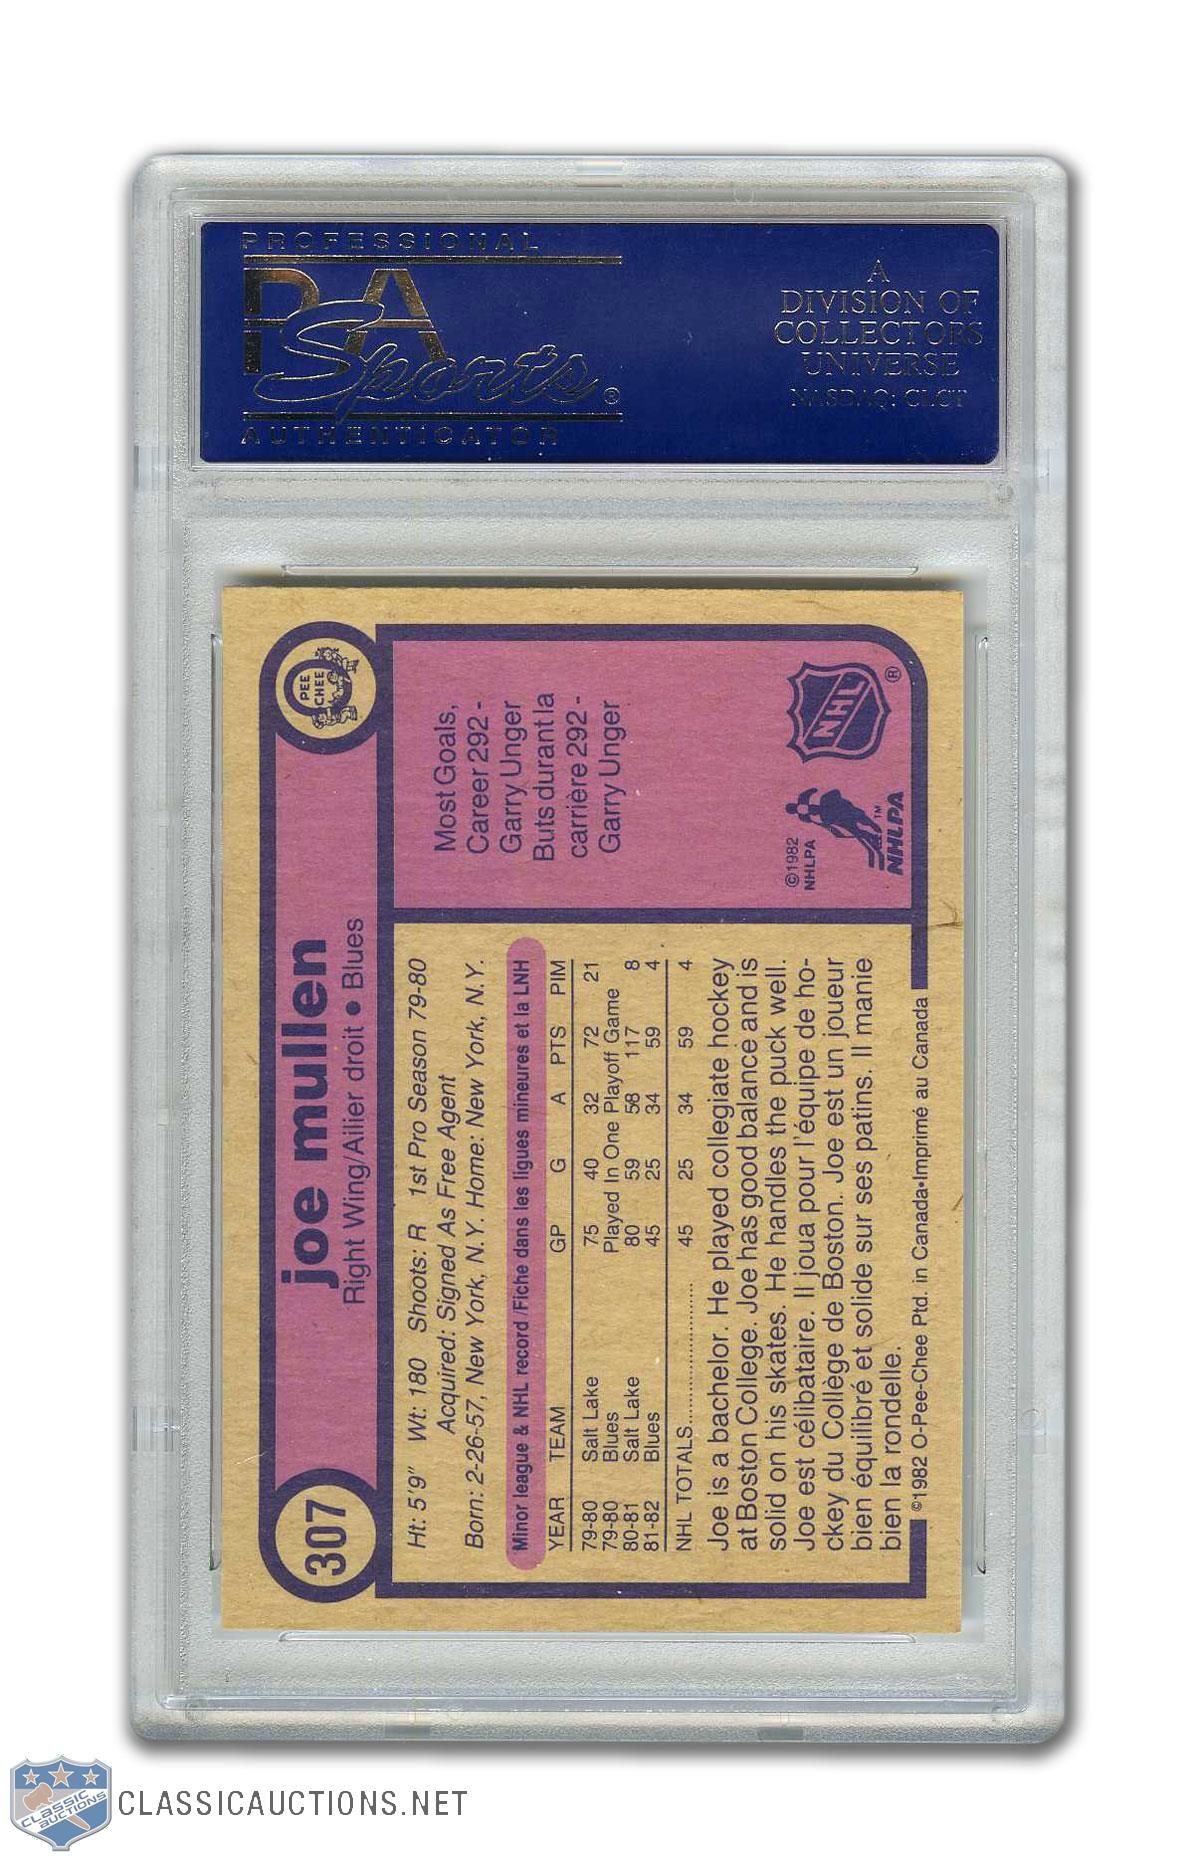 PROFESSIONAL
PSA
Sports®
AUTHENTICATOR
A
DIVISION OF
COLLECTORS
UNIVERSE
NASDAQ: CLCT
307
joe mullen
Right Wing/Ailier droit • Blues
O
PEE
CHEE
Ht: 5'9" Wt: 180 Shoots: R 1st Pro Season 79-80
Acquired: Signed As Free Agent
Born: 2-26-57, New York, N.Y. Home: New York, N.Y.
Minor league & NHL record/Fiche dans les ligues mineures et la LNH
YEAR TEAM GP G A PTS PIM
79-80 Salt Lake 75 40 32 72 21
79-80 Blues Played In One Playoff Game
80-81 Salt Lake 80 59 58 117 8
81-82 Blues 45 25 34 59 4
NHL TOTALS.................... 45 25 34 59 4
Joe is a bachelor. He played collegiate hockey
at Boston College. Joe has good balance and is
solid on his skates. He handles the puck well.
Joe est célibataire. Il joua pour l'équipe de ho-
ckey du Collège de Boston. Joe est un joueur
bien équilibré et solide sur ses patins. Il manie
bien la rondelle.
©1982 O-Pee-Chee Ptd. in Canada•Imprimé au Canada
Most Goals,
Career 292 -
Garry Unger
Buts durant la
carrière 292 -
Garry Unger
©1982
NHLPA
NHLPA™
NHL®
CLASSIC
AUCTIONS
CLASSICAUCTIONS.NET